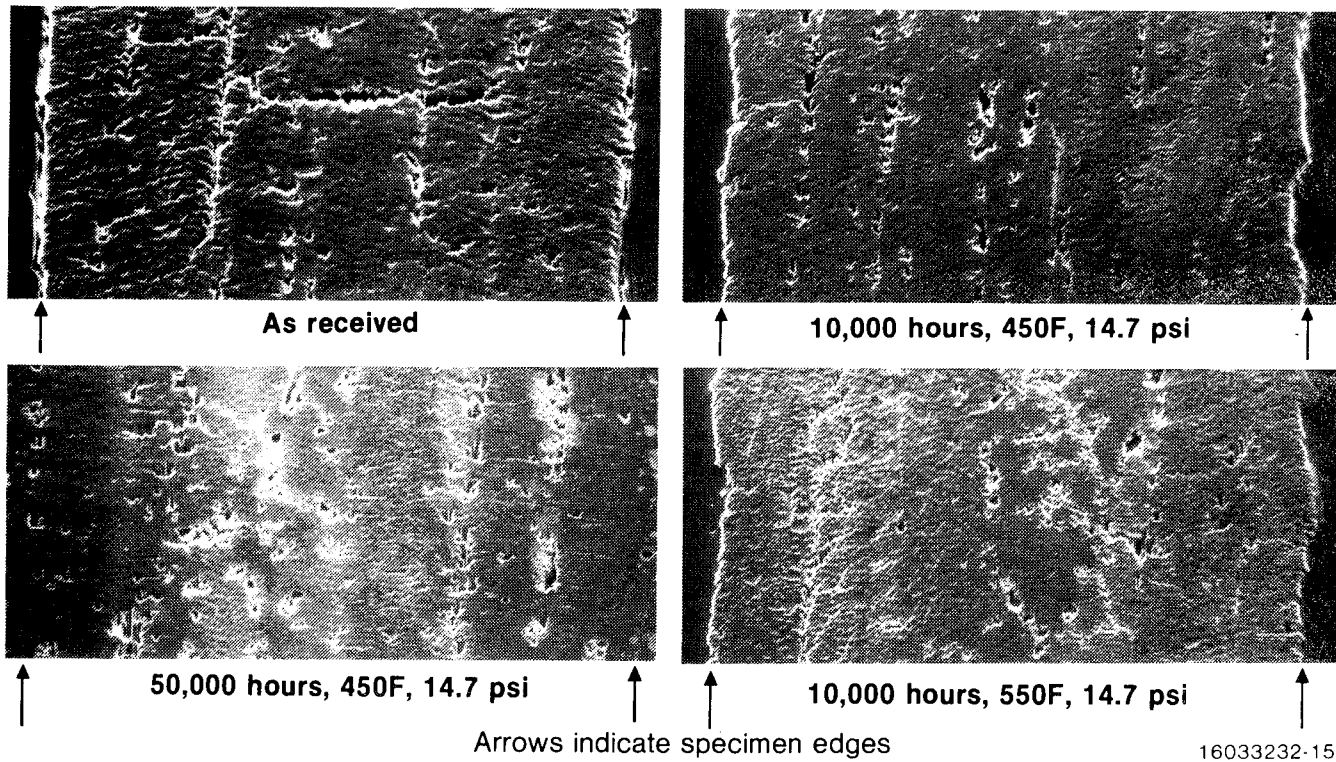 As received
10,000 hours, 450F, 14.7 psi
50,000 hours, 450F, 14.7 psi
10,000 hours, 550F, 14.7 psi
Arrows indicate specimen edges
16033232-15